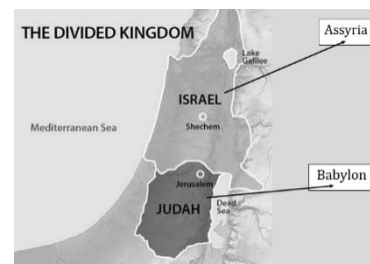 THE DIVIDED KINGDOM
Assyria
Lake
Galilee
ISRAEL
Shechem
Mediterranean Sea
Jerusalem
Babylon
JUDAH
Dead
Sea